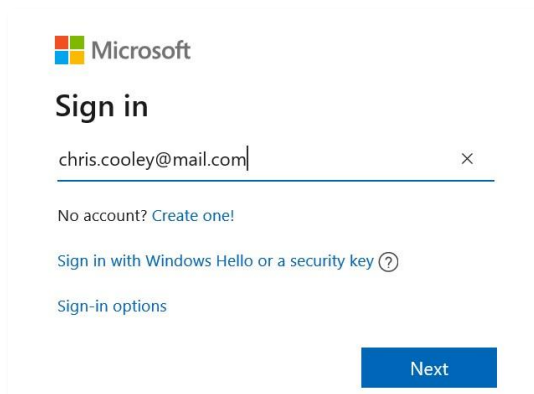 Microsoft
Sign in
chris.cooley@mail.com
No account? Create one!
Sign in with Windows Hello or a security key ?
Sign-in options
Next